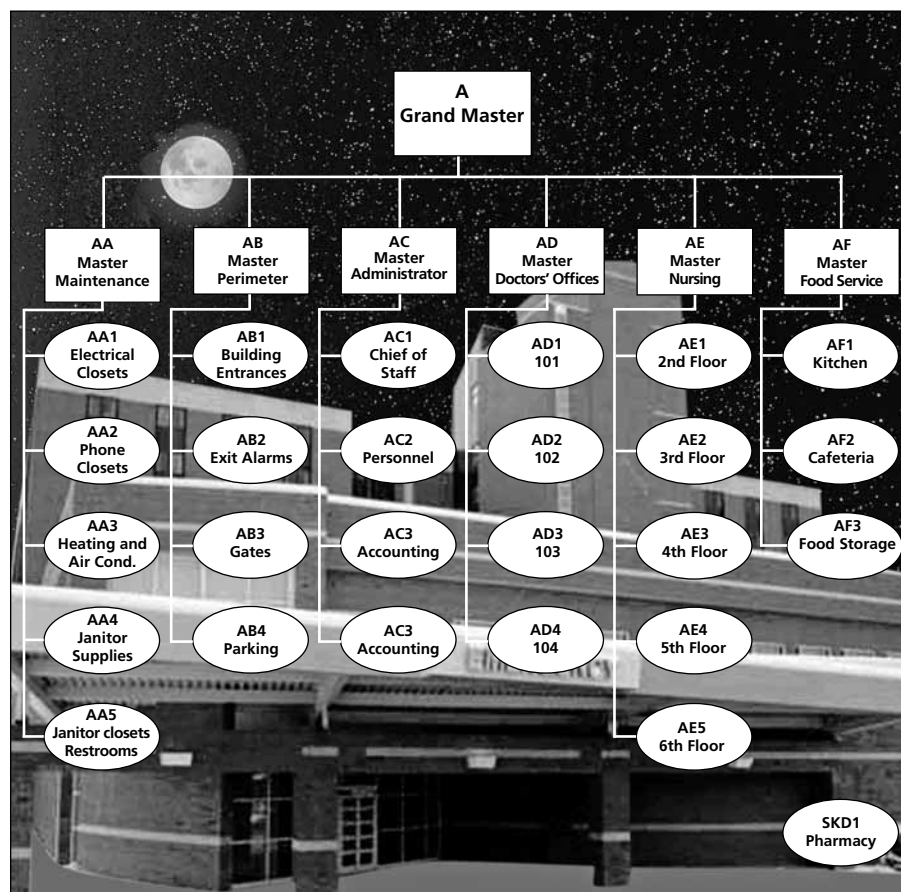 A
Grand Master
AA
Master
Maintenance
AB
Master
Perimeter
AC
Master
Administrator
AD
Master
Doctors' Offices
AE
Master
Nursing
AF
Master
Food Service
AA1
Electrical
Closets
AB1
Building
Entrances
AC1
Chief of
Staff
AD1
101
AE1
2nd Floor
AF1
Kitchen
AA2
Phone
Closets
AB2
Exit Alarms
AC2
Personnel
AD2
102
AE2
3rd Floor
AF2
Cafeteria
AA3
Heating and
Air Cond.
AB3
Gates
AC3
Accounting
AD3
103
AE3
4th Floor
AF3
Food Storage
AA4
Janitor
Supplies
AB4
Parking
AC3
Accounting
AD4
104
AE4
5th Floor
AA5
Janitor closets
Restrooms
AE5
6th Floor
SKD1
Pharmacy